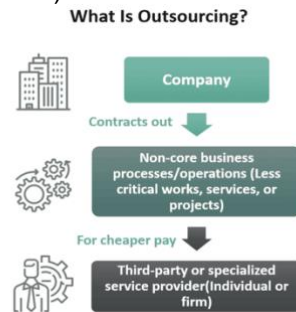 What Is Outsourcing?
Company
Contracts out
Non-core business
processes/operations (Less
critical works, services, or
projects)
For cheaper pay
Third-party or specialized
service provider(Individual or
firm)